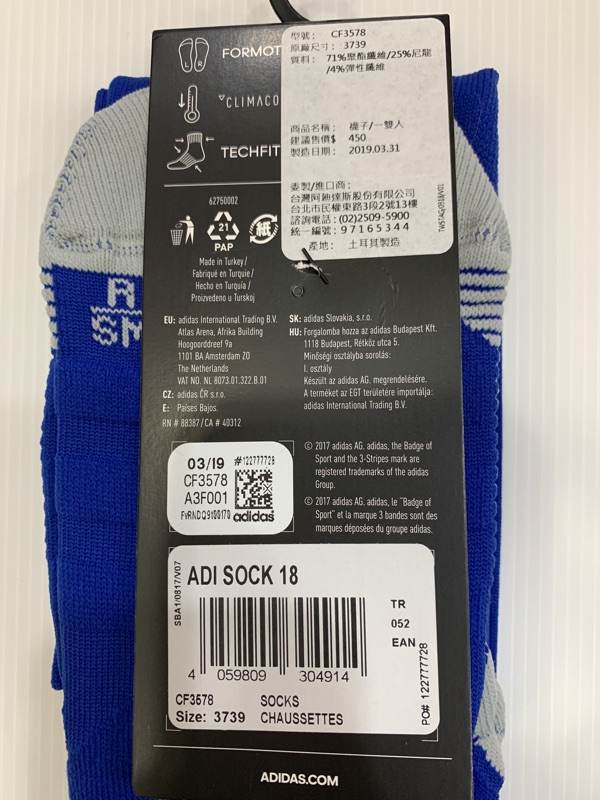 型號： CF3578
原廠尺寸： 3739
質料： 71%聚酯纖維/25%尼龍
/4%彈性纖維
商品名稱： 襪子/一雙入
建議售價$ 450
製造日期： 2019.03.31
委製/進口商：
台灣阿迪達斯股份有限公司
台北市民權東路3段2號13樓
諮詢電話：(02)2509-5900
統一編號：97165344
產地： 土耳其製造
L R
FORMOT
CLIMACO
TECHFIT
62750002
21
PAP
紙
Made in Turkey/
Fabriqué en Turquie/
Hecho en Turquía/
Proizvedeno u Turskoj
EU: adidas International Trading B.V.
Atlas Arena, Afrika Building
Hoogoorddreef 9a
1101 BA Amsterdam ZO
The Netherlands
VAT NO. NL 8073.01.322.B.01
CZ: adidas ČR s.r.o.
E: Países Bajos.
RN # 88387/CA # 40312
SK: adidas Slovakia, s.r.o.
HU: Forgalomba hozza az adidas Budapest Kft.
1118 Budapest, Rétköz utca 5.
Minőségi osztályba sorolás:
I. osztály
Készült az adidas AG. megrendelésére.
A terméket az EGT területére importálja:
adidas International Trading B.V.
© 2017 adidas AG. adidas, the Badge of
Sport and the 3-Stripes mark are
registered trademarks of the adidas
Group.
© 2017 adidas AG. adidas, le "Badge of
Sport" et la marque 3 bandes sont des
marques déposées du groupe adidas.
03/19 #122777728
CF3578
A3F001
adidas
SBA1/0817/V07
ADI SOCK 18
TR
052
EAN
4 059809 304914
PO# 122777728
CF3578 SOCKS
Size: 3739 CHAUSSETTES
ADIDAS.COM